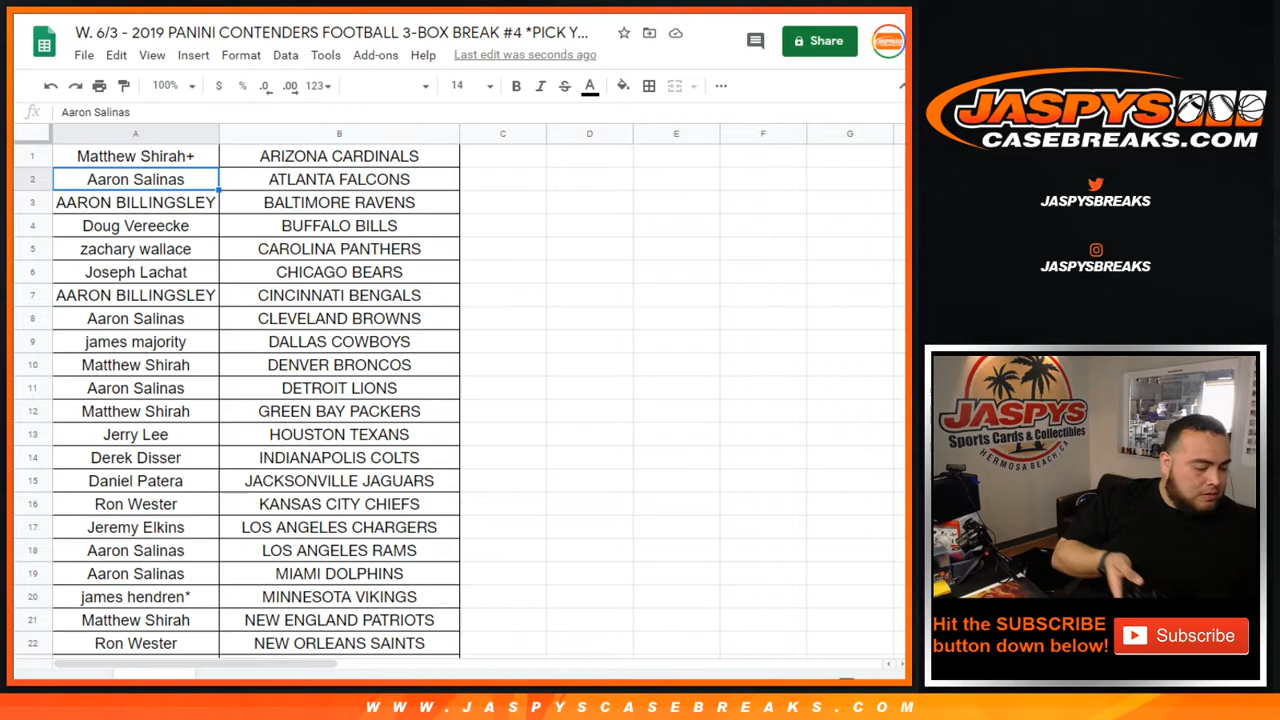 W. 6/3 - 2019 PANINI CONTENDERS FOOTBALL 3-BOX BREAK #4 *PICK Y...
File Edit View Insert Format Data Tools Add-ons Help Last edit was seconds ago
Share
100% $ % .0 .00 123 14 B I S A
fx Aaron Salinas
A B C D E F G
1 Matthew Shirah+ ARIZONA CARDINALS
2 Aaron Salinas ATLANTA FALCONS
3 AARON BILLINGSLEY BALTIMORE RAVENS
4 Doug Vereecke BUFFALO BILLS
5 zachary wallace CAROLINA PANTHERS
6 Joseph Lachat CHICAGO BEARS
7 AARON BILLINGSLEY CINCINNATI BENGALS
8 Aaron Salinas CLEVELAND BROWNS
9 james majority DALLAS COWBOYS
10 Matthew Shirah DENVER BRONCOS
11 Aaron Salinas DETROIT LIONS
12 Matthew Shirah GREEN BAY PACKERS
13 Jerry Lee HOUSTON TEXANS
14 Derek Disser INDIANAPOLIS COLTS
15 Daniel Patera JACKSONVILLE JAGUARS
16 Ron Wester KANSAS CITY CHIEFS
17 Jeremy Elkins LOS ANGELES CHARGERS
18 Aaron Salinas LOS ANGELES RAMS
19 Aaron Salinas MIAMI DOLPHINS
20 james hendren* MINNESOTA VIKINGS
21 Matthew Shirah NEW ENGLAND PATRIOTS
22 Ron Wester NEW ORLEANS SAINTS
JASPYS
CASEBREAKS.COM
JASPYSBREAKS
JASPYSBREAKS
JASPYS
Sports Cards & Collectibles
HERMOSA BEACH, CA
Hit the SUBSCRIBE
button down below!
Subscribe
WWW.JASPYSCASEBREAKS.COM